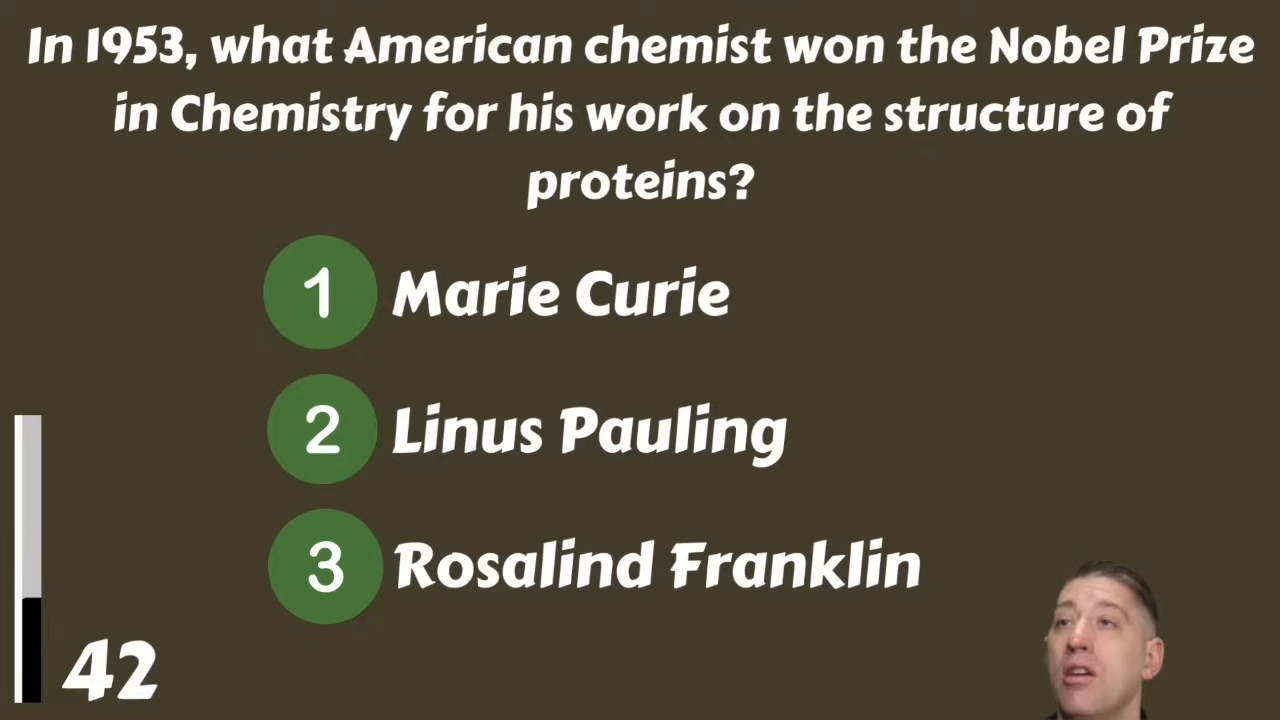 In 1953, what American chemist won the Nobel Prize
in Chemistry for his work on the structure of
proteins?
1 Marie Curie
2 Linus Pauling
3 Rosalind Franklin
42